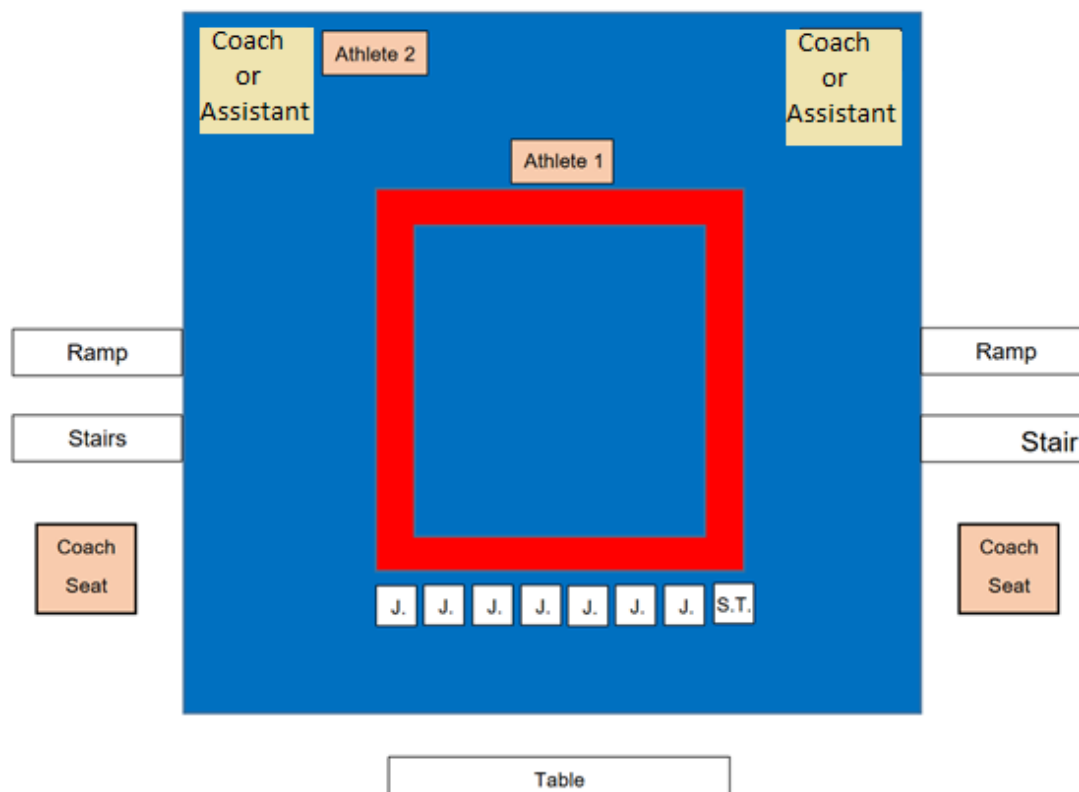 Coach
or
Assistant
Athlete 2
Coach
or
Assistant
Athlete 1
Ramp
Ramp
Stairs
Stair
Coach
Seat
Coach
Seat
J.
J.
J.
J.
J.
J.
J.
S.T.
Table